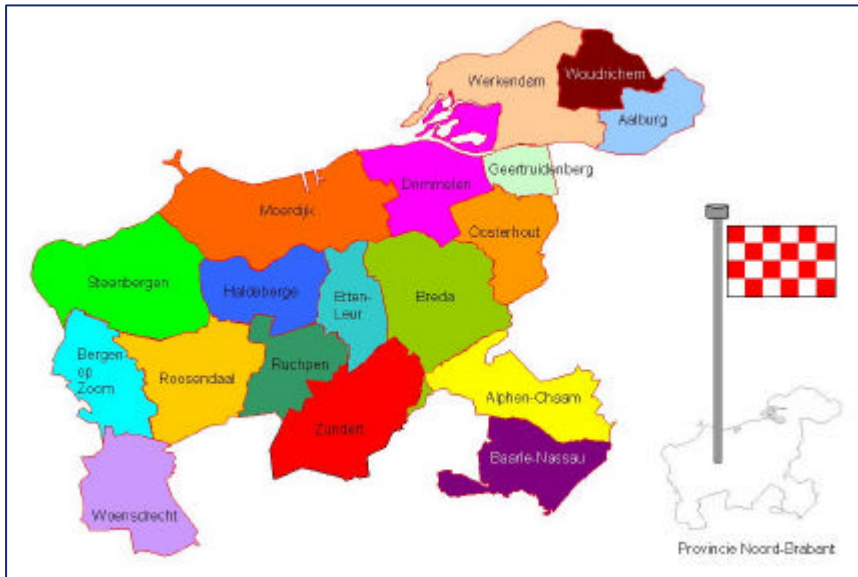 Werkendam
Woudrichem
Aalburg
Geertruidenberg
Drimmelen
Moerdijk
Oosterhout
Steenbergen
Halderberge
Etten-
Leur
Breda
Bergen
op
Zoom
Roosendaal
Ruchpen
Zundert
Alphen-Chaam
Baarle-Nassau
Woensdrecht
Provincie Noord-Brabant